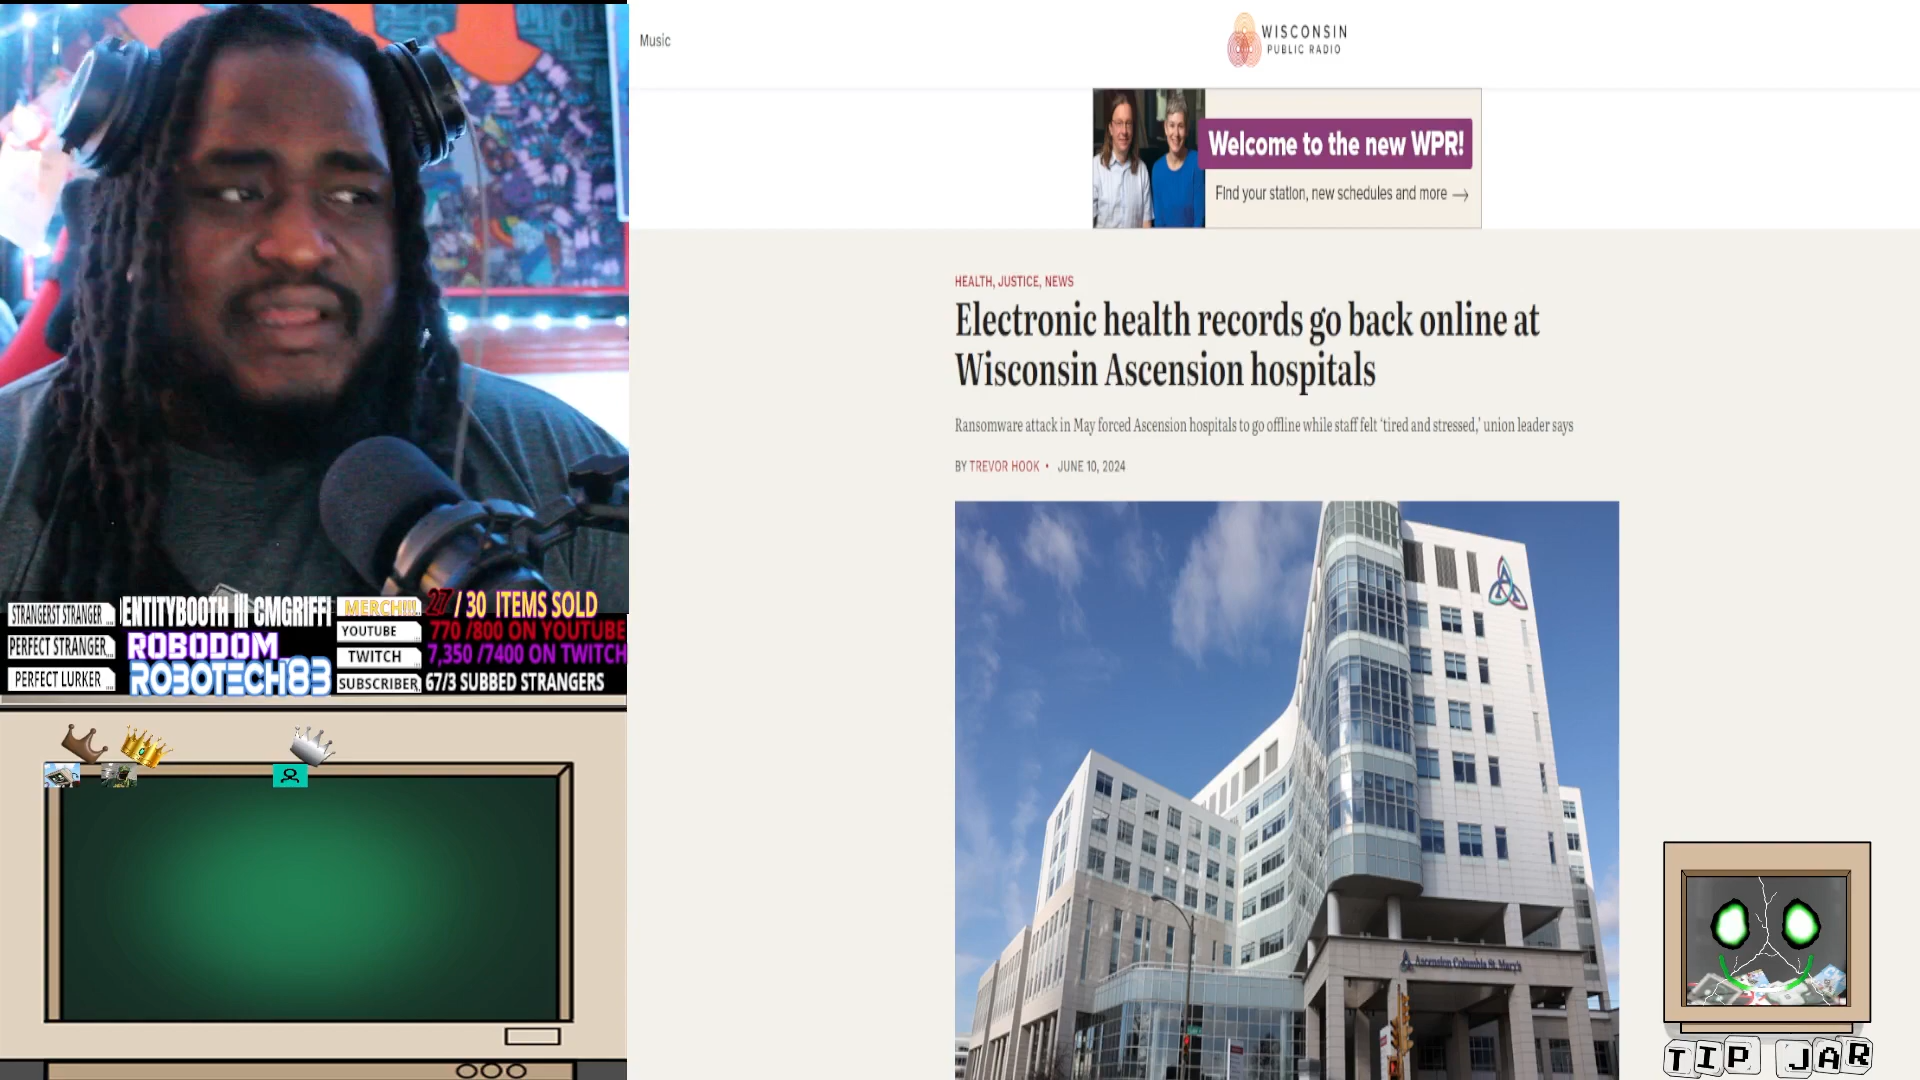 Music
WISCONSIN
PUBLIC RADIO
Welcome to the new WPR!
Find your station, new schedules and more →
HEALTH, JUSTICE, NEWS
Electronic health records go back online at
Wisconsin Ascension hospitals
Ransomware attack in May forced Ascension hospitals to go offline while staff felt 'tired and stressed,' union leader says
BY TREVOR HOOK • JUNE 10, 2024
Ascension Columbia St. Mary's
STRANGERST STRANGER
ENTITYBOOTH ||| CMGRIFFI
MERCH!!!
27 / 30 ITEMS SOLD
PERFECT STRANGER
ROBODOM
YOUTUBE
770 /800 ON YOUTUBE
TWITCH
7,350 /7400 ON TWITCH
PERFECT LURKER
ROBOTECH83
SUBSCRIBER
67/3 SUBBED STRANGERS
TIP JAR